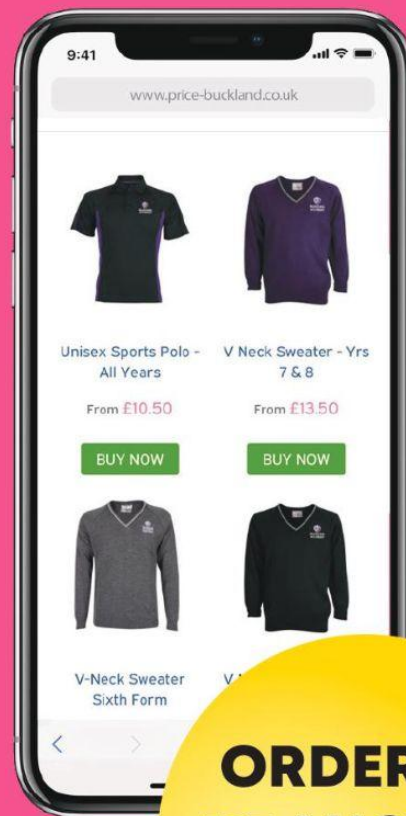 9:41
www.price-buckland.co.uk
Unisex Sports Polo -
All Years
From £10.50
BUY NOW
V Neck Sweater - Yrs
7 & 8
From £13.50
BUY NOW
V-Neck Sweater
Sixth Form
ORDER